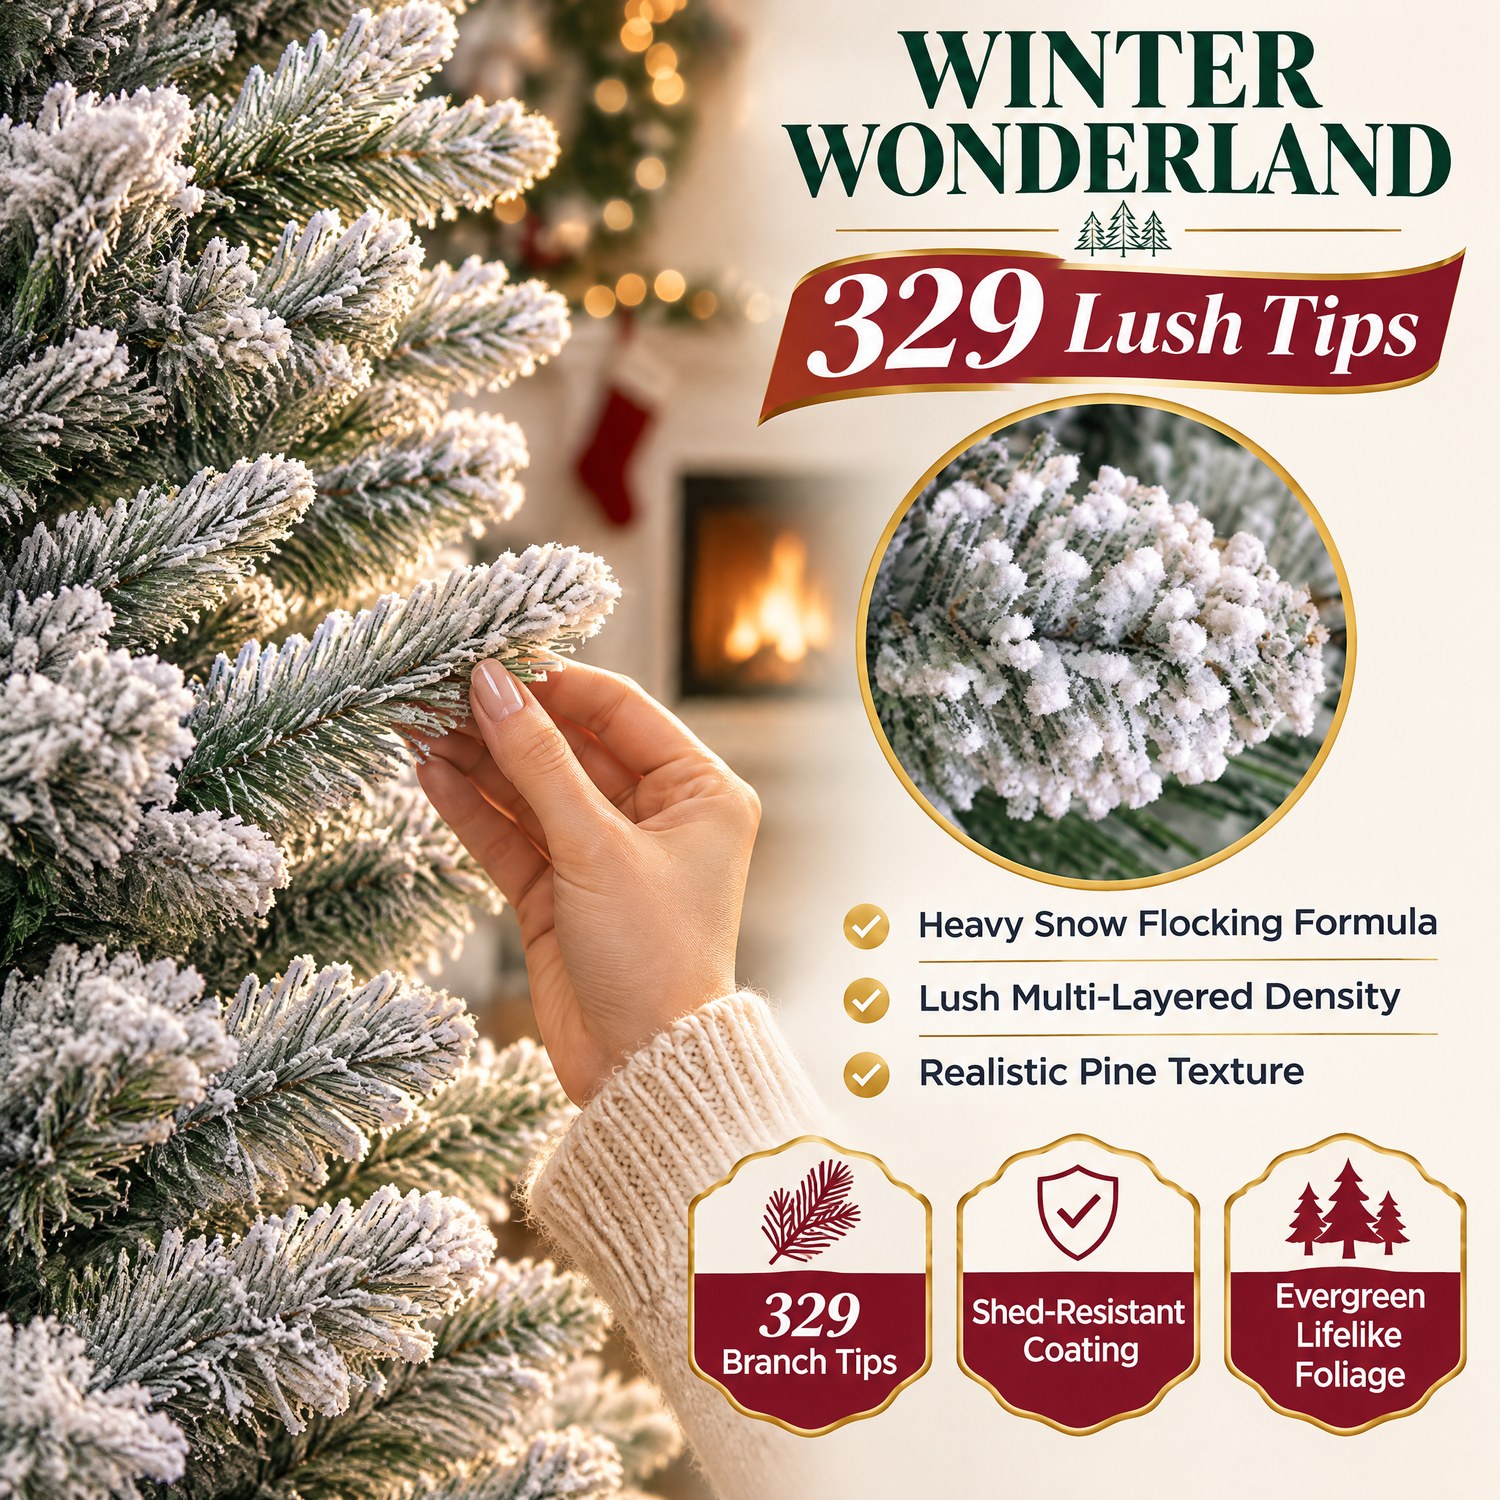 WINTER
WONDERLAND
329 Lush Tips
Heavy Snow Flocking Formula
Lush Multi-Layered Density
Realistic Pine Texture
329
Branch Tips
Shed-Resistant
Coating
Evergreen
Lifelike
Foliage